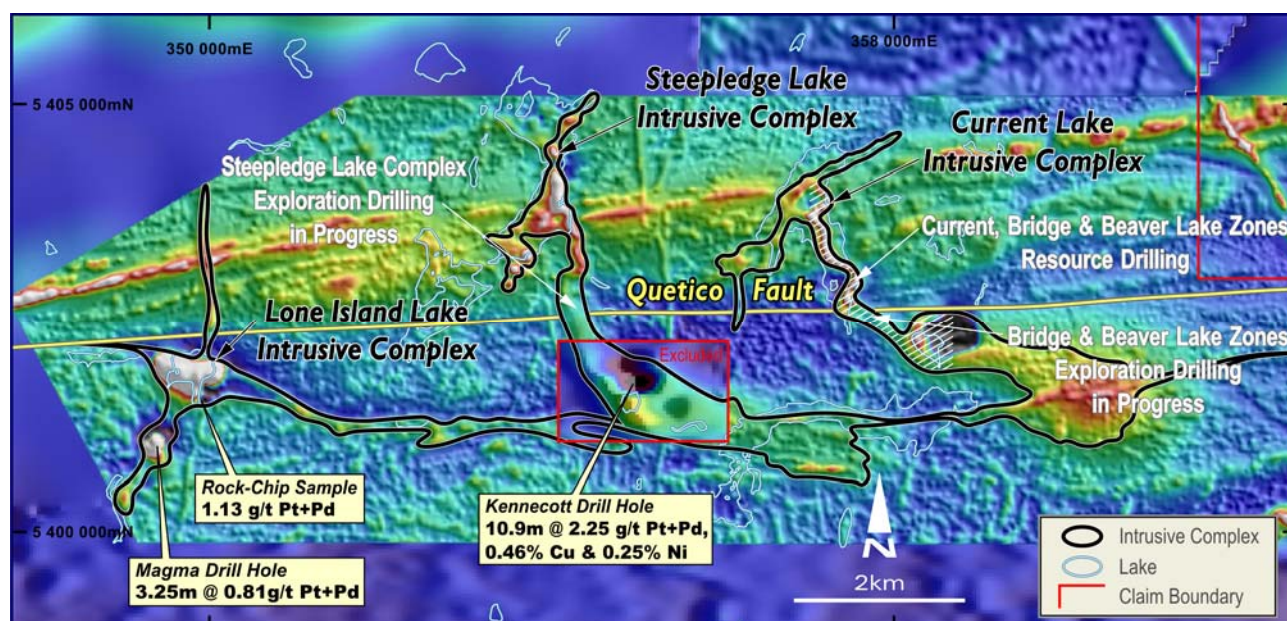 350 000mE
358 000mE
5 405 000mN
Steepledge Lake
Intrusive Complex
Current Lake
Intrusive Complex
Steepledge Lake Complex
Exploration Drilling
in Progress
Current, Bridge & Beaver Lake Zones
Resource Drilling
Quetico Fault
Lone Island Lake
Intrusive Complex
Excluded
Bridge & Beaver Lake Zones
Exploration Drilling
in Progress
Rock-Chip Sample
1.13 g/t Pt+Pd
Kennecott Drill Hole
10.9m @ 2.25 g/t Pt+Pd,
0.46% Cu & 0.25% Ni
5 400 000mN
Magma Drill Hole
3.25m @ 0.81g/t Pt+Pd
N
2km
Intrusive Complex
Lake
Claim Boundary